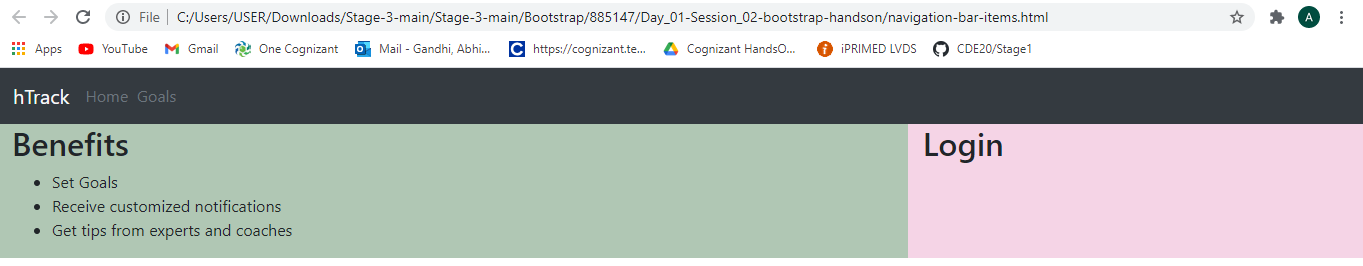 File C:/Users/USER/Downloads/Stage-3-main/Stage-3-main/Bootstrap/885147/Day_01-Session_02-bootstrap-handson/navigation-bar-items.html A
Apps YouTube Gmail One Cognizant Mail - Gandhi, Abhi... https://cognizant.te... Cognizant HandsO... iPRIMED LVDS CDE20/Stage1
hTrack Home Goals
Benefits
Set Goals
Receive customized notifications
Get tips from experts and coaches
Login